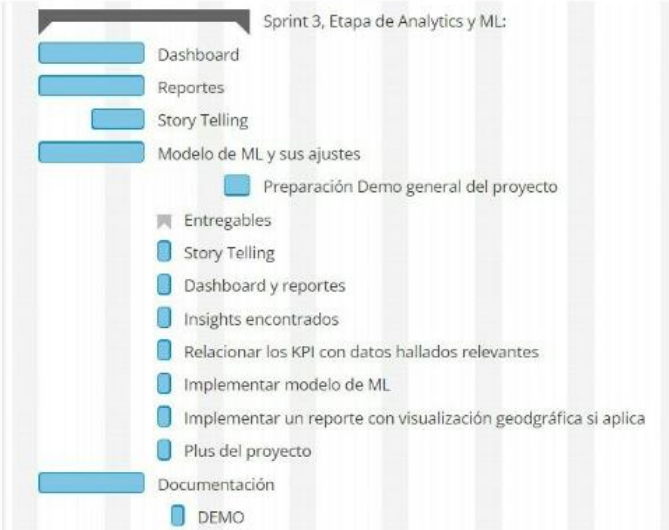 Sprint 3, Etapa de Analytics y ML:
Dashboard
Reportes
Story Telling
Modelo de ML y sus ajustes
Preparación Demo general del proyecto
Entregables
Story Telling
Dashboard y reportes
Insights encontrados
Relacionar los KPI con datos hallados relevantes
Implementar modelo de ML
Implementar un reporte con visualización geodgráfica si aplica
Plus del proyecto
Documentación
DEMO